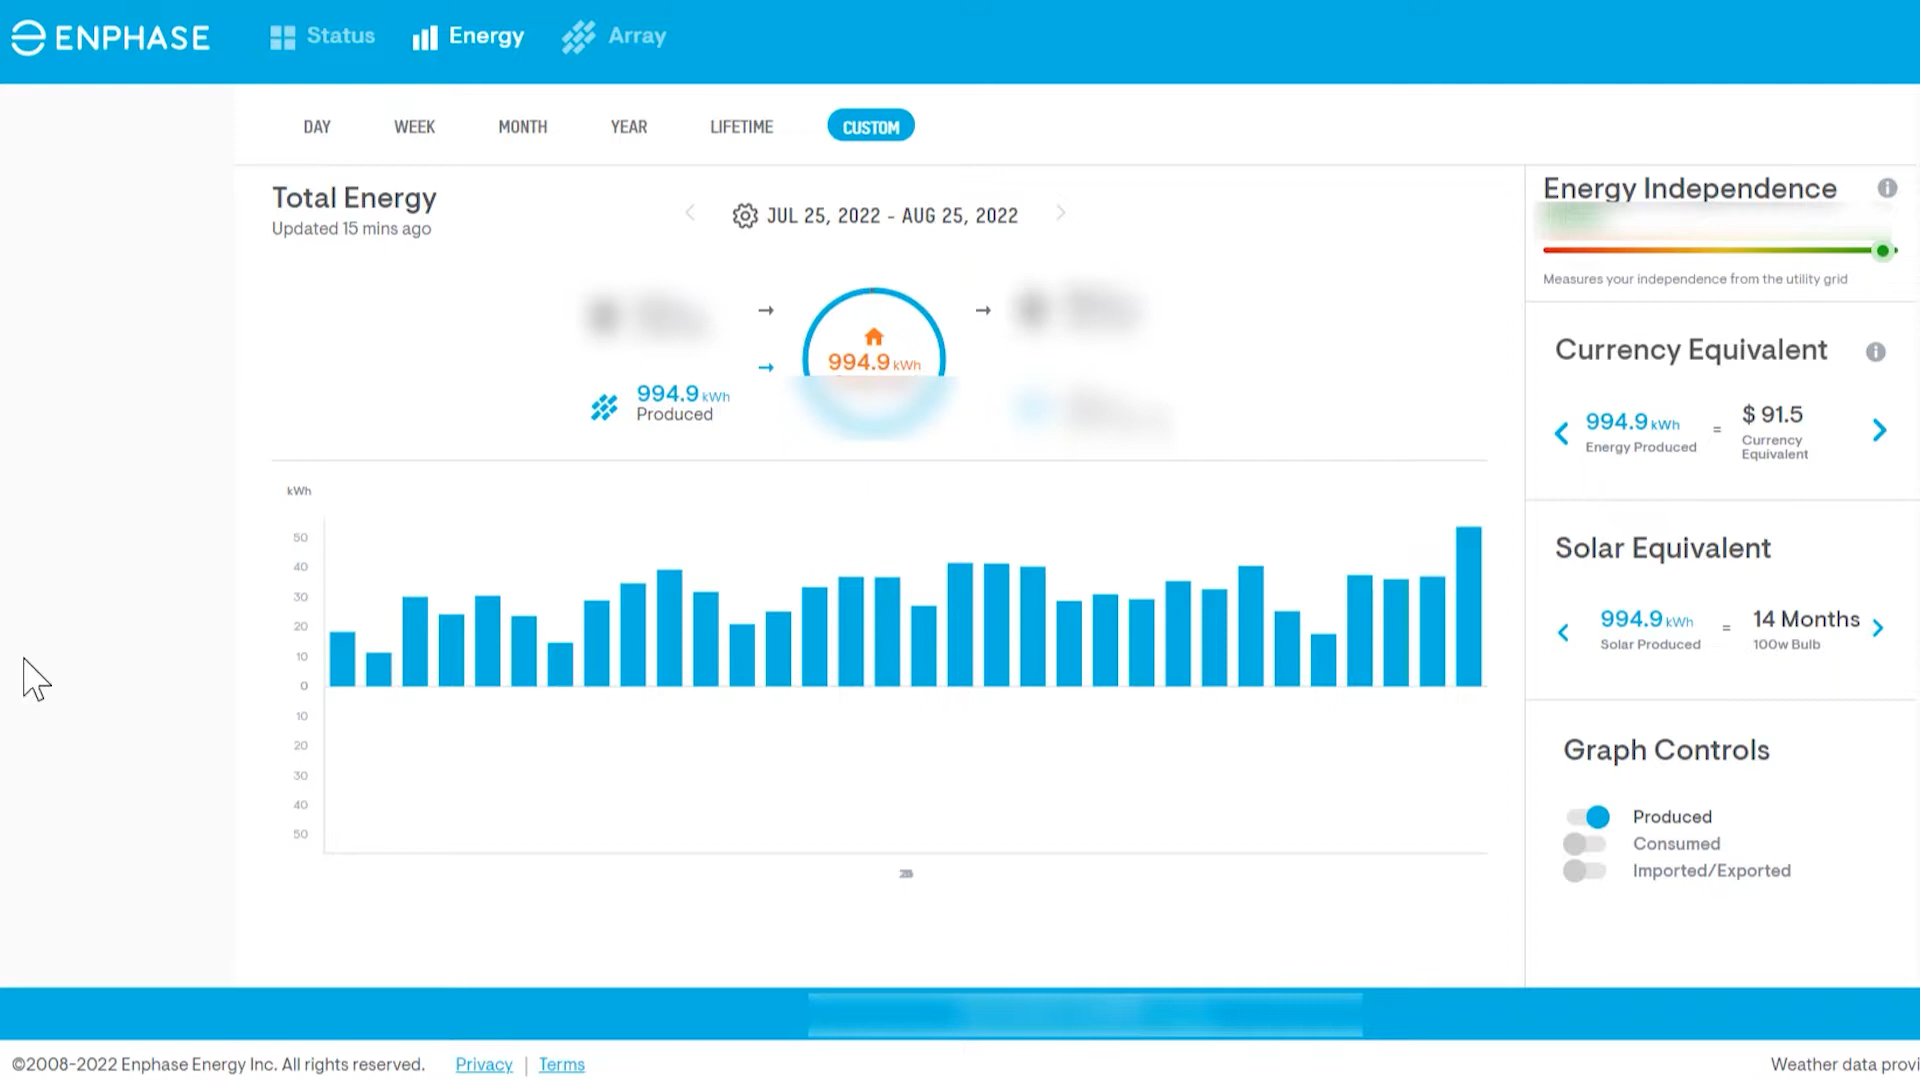 ENPHASE
Status
Energy
Array
DAY
WEEK
MONTH
YEAR
LIFETIME
CUSTOM
Total Energy
Updated 15 mins ago
JUL 25, 2022 - AUG 25, 2022
994.9 kWh
994.9 kWh
Produced
kWh
50
40
30
20
10
0
10
20
30
40
50
Energy Independence
Measures your independence from the utility grid
Currency Equivalent
994.9 kWh
Energy Produced
=
$ 91.5
Currency
Equivalent
Solar Equivalent
994.9 kWh
Solar Produced
=
14 Months
100w Bulb
Graph Controls
Produced
Consumed
Imported/Exported
©2008-2022 Enphase Energy Inc. All rights reserved.
Privacy | Terms
Weather data provi